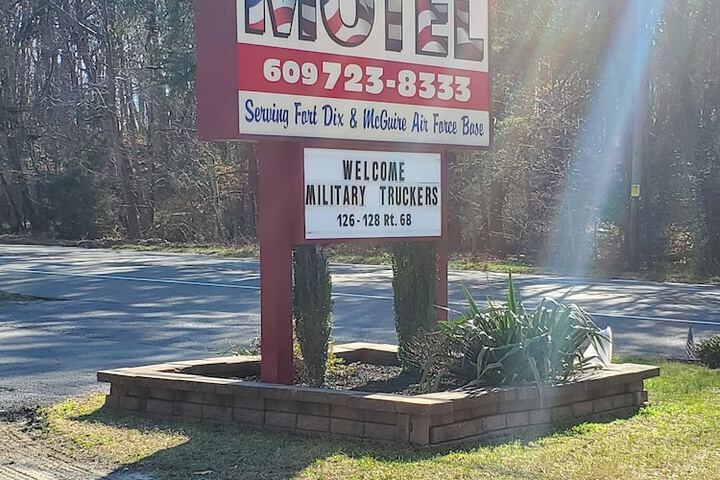 MOTEL
609 723-8333
Serving Fort Dix & McGuire Air Force Base
WELCOME
MILITARY TRUCKERS
126-128 Rt. 68